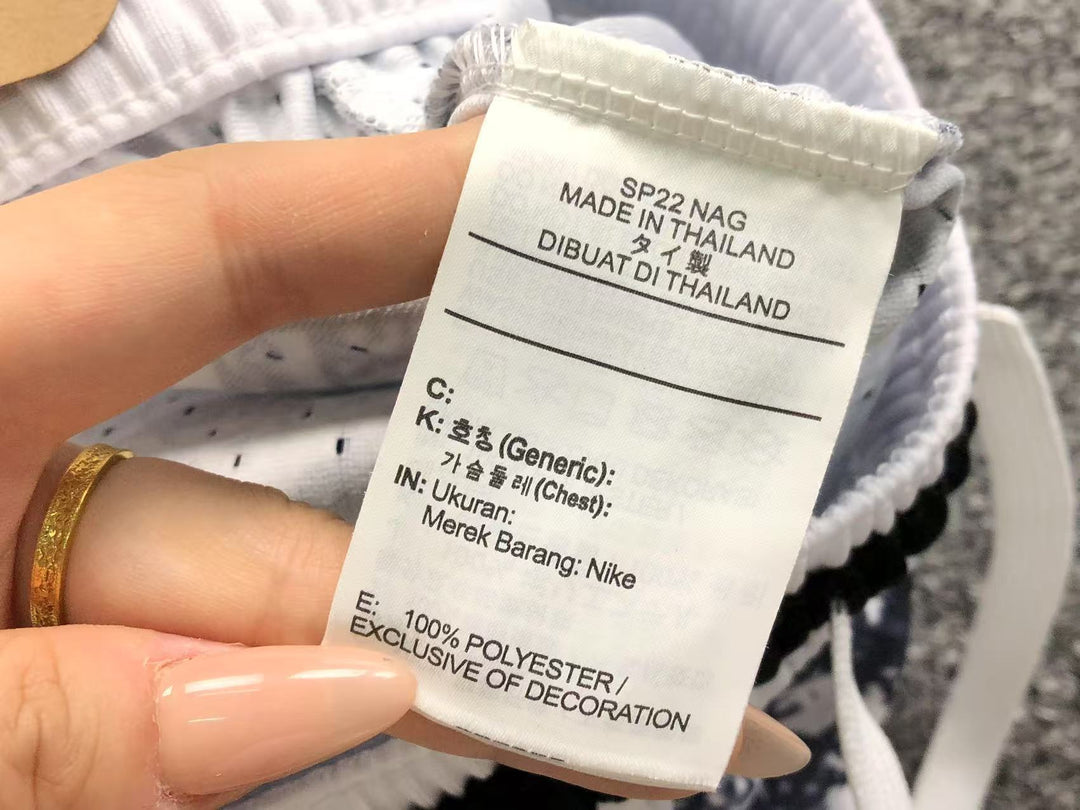 SP22 NAG
MADE IN THAILAND
タイ製
DIBUAT DI THAILAND
C:
K: 호칭 (Generic):
가슴둘레 (Chest):
IN: Ukuran:
Merek Barang: Nike
E: 100% POLYESTER /
EXCLUSIVE OF DECORATION